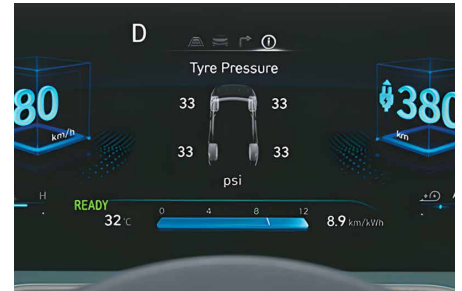 D
Tyre Pressure
33 33
80 km/h
380 km
33 33
psi
H
READY
0 4 8 12
32 °C
8.9 km/kWh